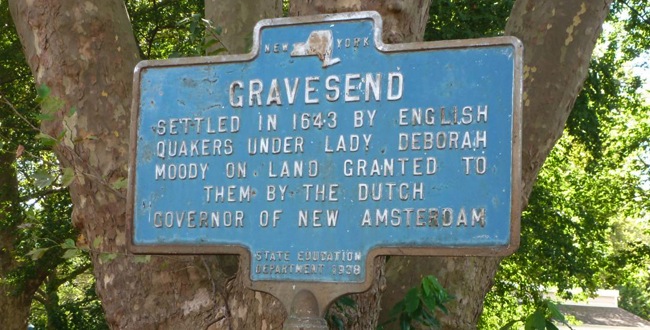 NEW YORK
GRAVESEND
SETTLED IN 1643 BY ENGLISH
QUAKERS UNDER LADY DEBORAH
MOODY ON LAND GRANTED TO
THEM BY THE DUTCH
GOVERNOR OF NEW AMSTERDAM
STATE EDUCATION
DEPARTMENT 1938